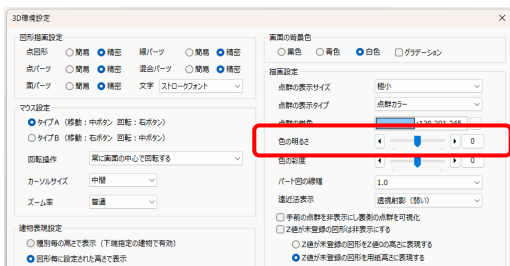 3D環境設定
図形描画設定
点図形 簡易 精密 線パーツ 簡易 精密
点パーツ 簡易 精密 混合パーツ 簡易 精密
面パーツ 簡易 精密 文字 ストロークフォント
マウス設定
タイプA（移動：中ボタン 回転：右ボタン）
タイプB（移動：右ボタン 回転：中ボタン）
回転操作 常に画面の中心で回転する
カーソルサイズ 中間
ズーム率 普通
建物表現設定
種別毎の高さで表示（下端指定の建物で有効）
図形毎に設定された高さで表示
画面の背景色
黒色 青色 白色 グラデーション
描画設定
点群の表示サイズ 極小
点群の表示タイプ 点群カラー
点群の単色
色の明るさ 0
色の彩度 0
パート図の線幅 1.0
遠近法表示 透視射影（弱い）
手前の点群を非表示にし裏側の点群を可視化
Z値が未登録の図形は非表示にする
Z値が未登録の図形をZ値0の高さに表現する
Z値が未登録の図形を用紙高さに表現する